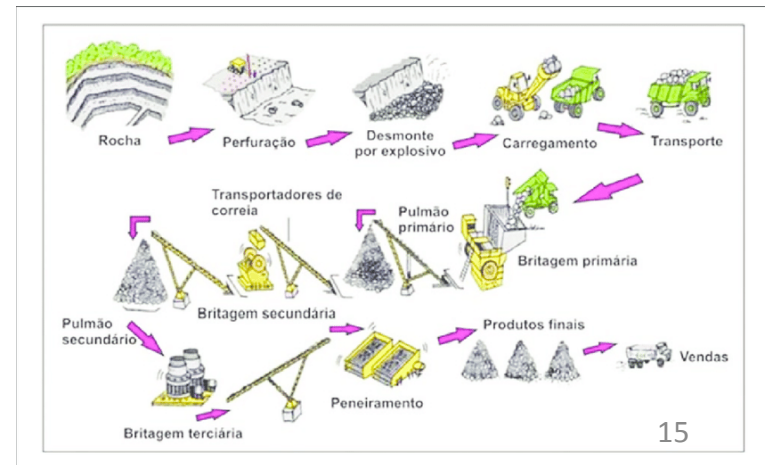 Rocha
Perfuração
Desmonte
por explosivo
Carregamento
Transporte
Transportadores de
correia
Pulmão
primário
Britagem primária
Britagem secundária
Pulmão
secundário
Produtos finais
Vendas
Peneiramento
Britagem terciária
15